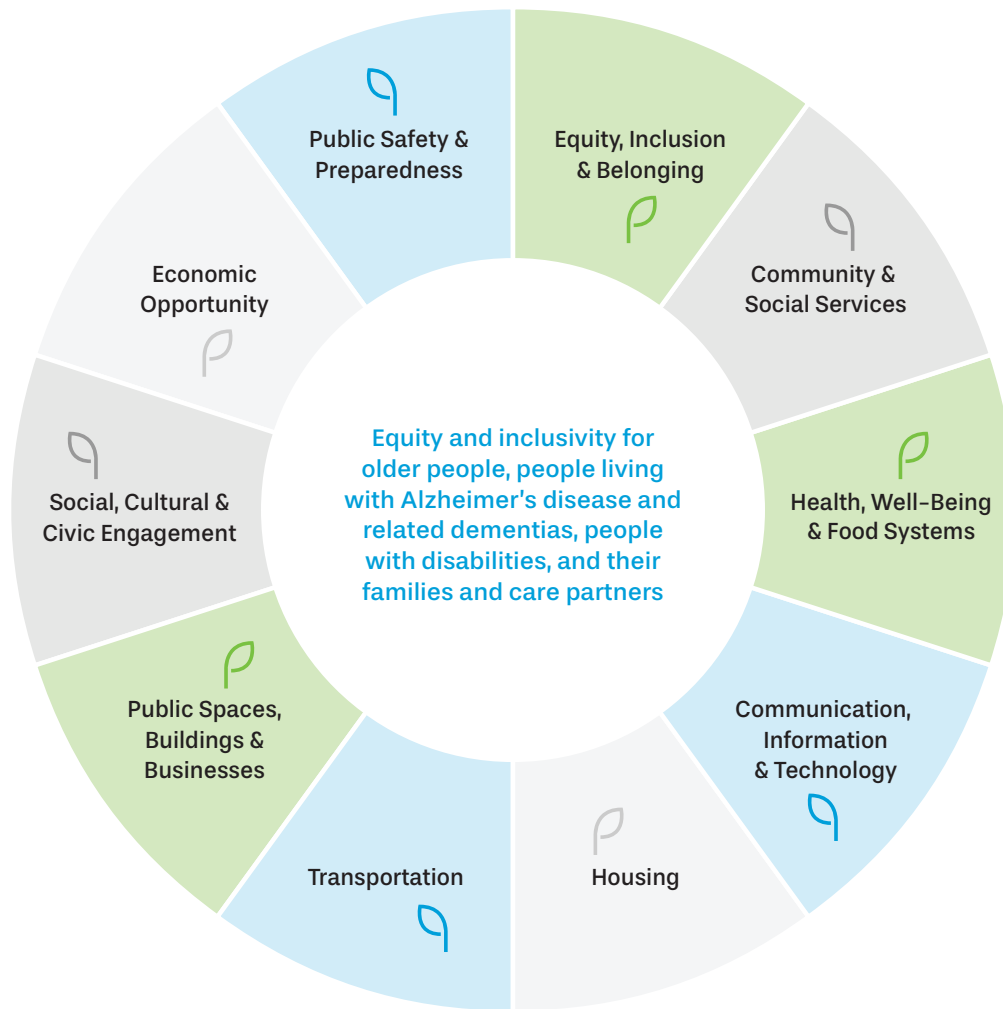 Public Safety &
Preparedness
Equity, Inclusion
& Belonging
Community &
Social Services
Health, Well-Being
& Food Systems
Communication,
Information
& Technology
Housing
Transportation
Public Spaces,
Buildings &
Businesses
Social, Cultural &
Civic Engagement
Economic
Opportunity
Equity and inclusivity for
older people, people living
with Alzheimer's disease and
related dementias, people
with disabilities, and their
families and care partners